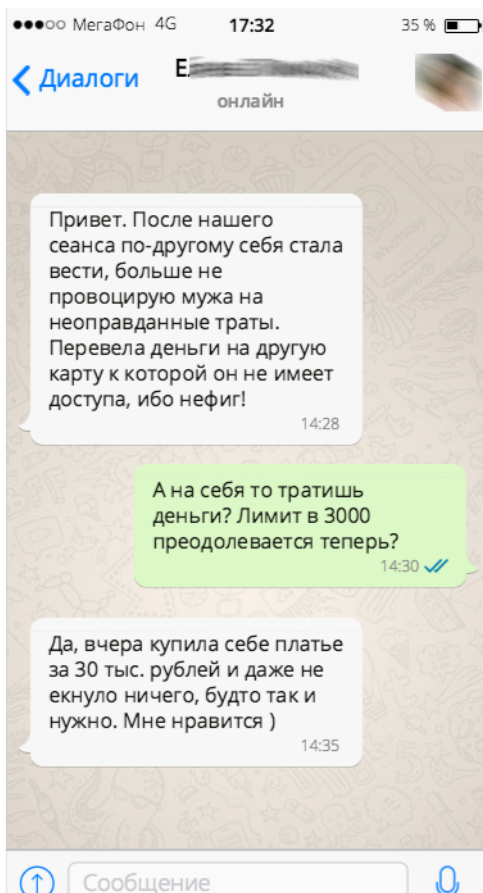 МегаФон 4G 17:32 35 %
Диалоги
онлайн
Привет. После нашего
сеанса по-другому себя стала
вести, больше не
провоцирую мужа на
неоправданные траты.
Перевела деньги на другую
карту к которой он не имеет
доступа, ибо нефиг!
14:28
А на себя то тратишь
деньги? Лимит в 3000
преодолевается теперь?
14:30
Да, вчера купила себе платье
за 30 тыс. рублей и даже не
екнуло ничего, будто так и
нужно. Мне нравится )
14:35
Сообщение